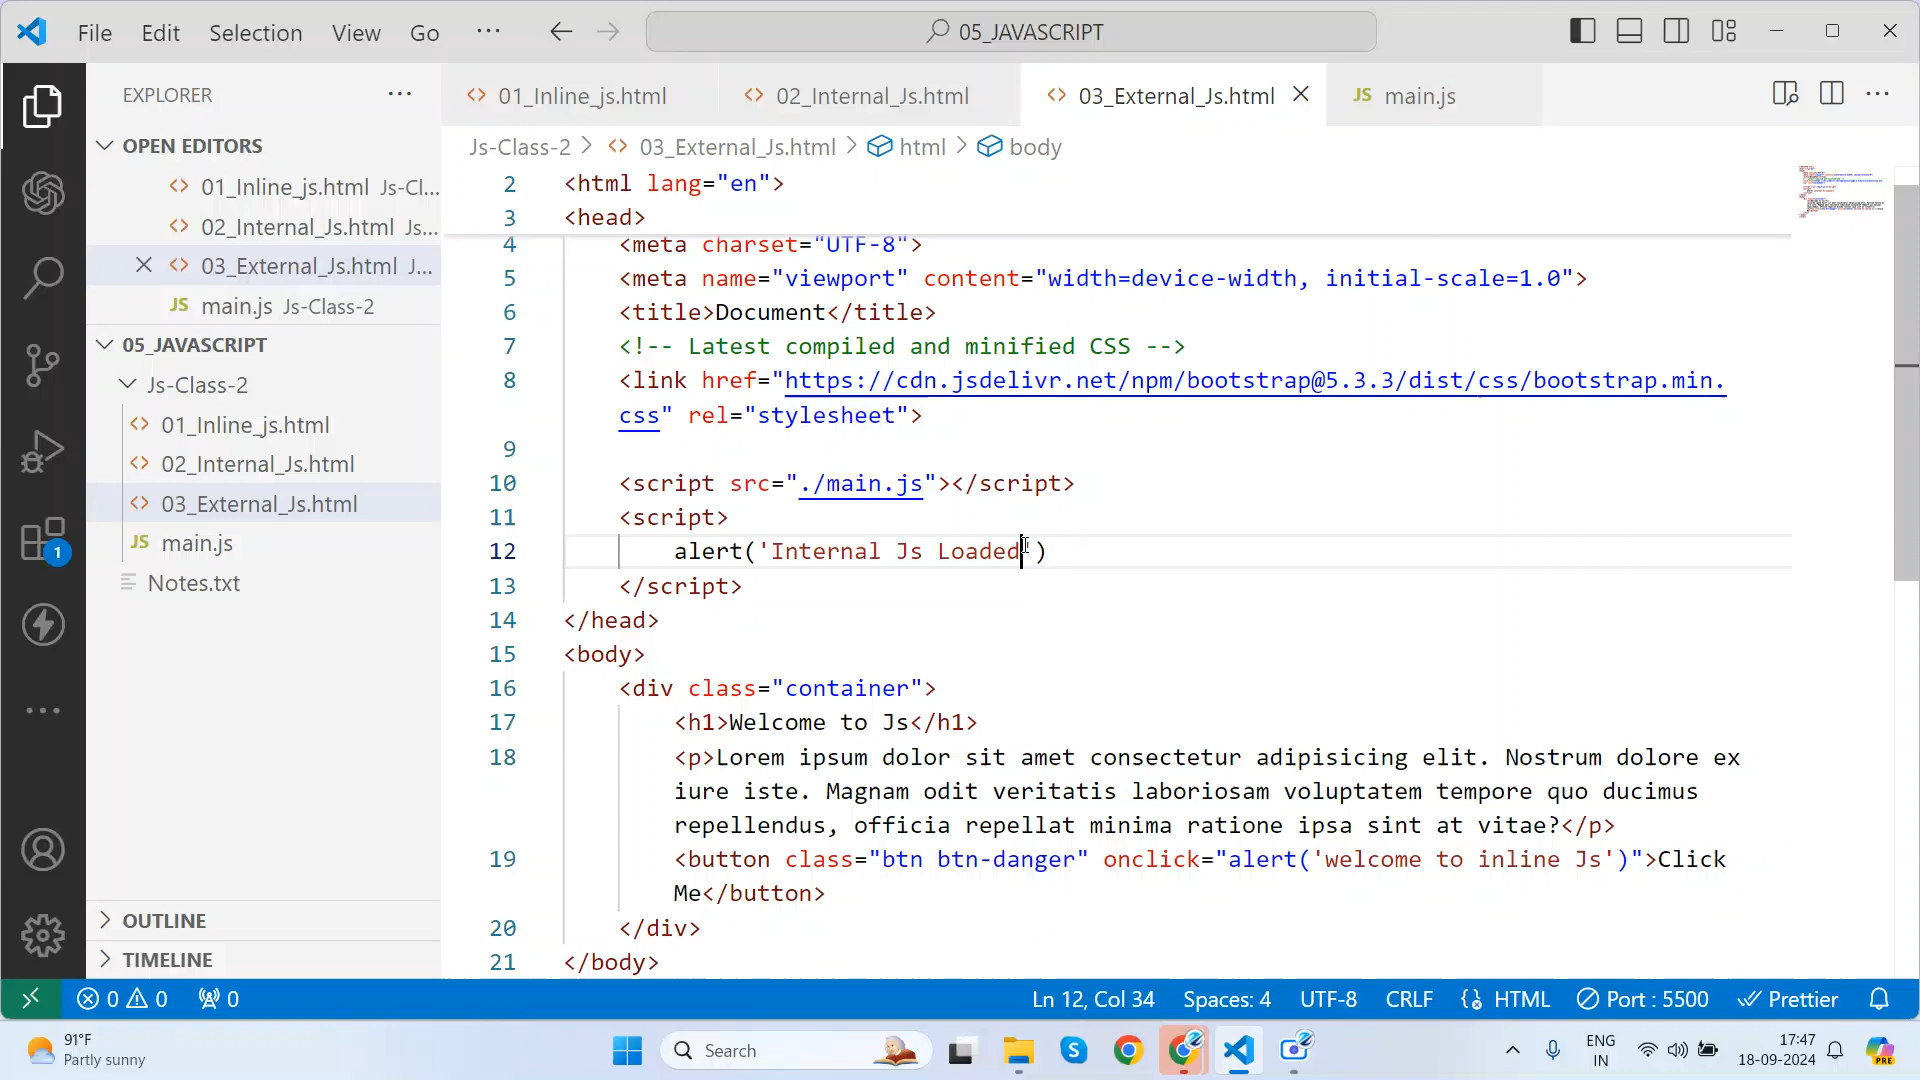 File Edit Selection View Go ··· 05_JAVASCRIPT
EXPLORER ···
OPEN EDITORS
01_Inline_js.html Js-Cl...
02_Internal_Js.html Js...
03_External_Js.html J...
JS main.js Js-Class-2
05_JAVASCRIPT
Js-Class-2
01_Inline_js.html
02_Internal_Js.html
03_External_Js.html
JS main.js
Notes.txt
OUTLINE
TIMELINE
1
01_Inline_js.html 02_Internal_Js.html 03_External_Js.html JS main.js
Js-Class-2 > 03_External_Js.html > html > body
2 <html lang="en">
3 <head>
4 <meta charset="UTF-8">
5 <meta name="viewport" content="width=device-width, initial-scale=1.0">
6 <title>Document</title>
7 <!-- Latest compiled and minified CSS -->
8 <link href="https://cdn.jsdelivr.net/npm/bootstrap@5.3.3/dist/css/bootstrap.min.
css" rel="stylesheet">
9
10 <script src="./main.js"></script>
11 <script>
12 alert('Internal Js Loaded')
13 </script>
14 </head>
15 <body>
16 <div class="container">
17 <h1>Welcome to Js</h1>
18 <p>Lorem ipsum dolor sit amet consectetur adipisicing elit. Nostrum dolore ex
iure iste. Magnam odit veritatis laboriosam voluptatem tempore quo ducimus
repellendus, officia repellat minima ratione ipsa sint at vitae?</p>
19 <button class="btn btn-danger" onclick="alert('welcome to inline Js')">Click
Me</button>
20 </div>
21 </body>
0 0 0 Ln 12, Col 34 Spaces: 4 UTF-8 CRLF HTML Port : 5500 Prettier
91°F
Partly sunny
Search
ENG
IN
17:47
18-09-2024
PRE